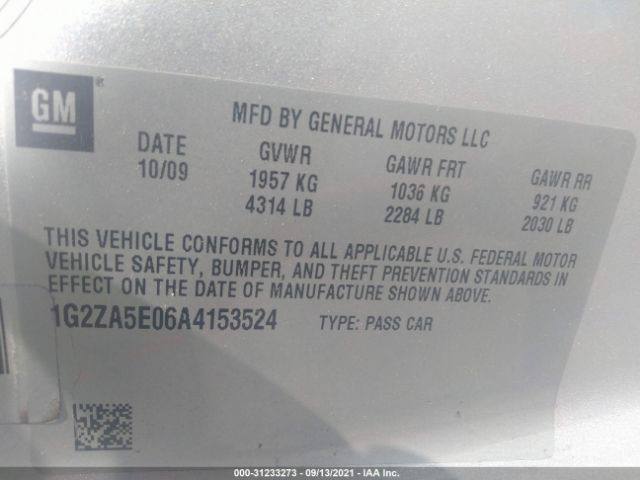 GM®
MFD BY GENERAL MOTORS LLC
DATE GVWR GAWR FRT GAWR RR
10/09 1957 KG 1036 KG 921 KG
4314 LB 2284 LB 2030 LB
THIS VEHICLE CONFORMS TO ALL APPLICABLE U.S. FEDERAL MOTOR
VEHICLE SAFETY, BUMPER, AND THEFT PREVENTION STANDARDS IN
EFFECT ON THE DATE OF MANUFACTURE SHOWN ABOVE.
1G2ZA5E06A4153524 TYPE: PASS CAR
000-31233273 - 09/13/2021 - IAA Inc.